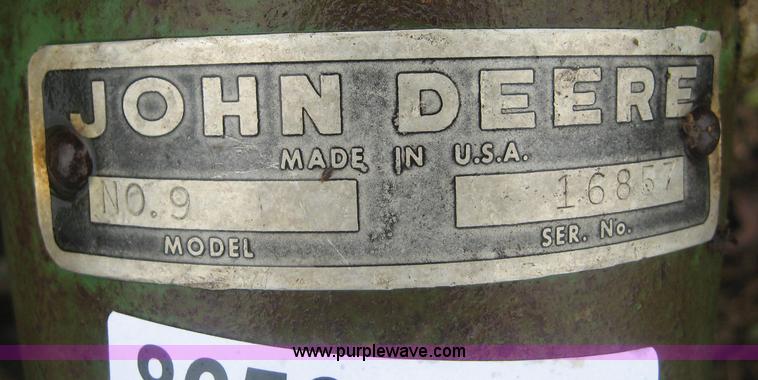 JOHN DEERE
MADE IN U.S.A.
NO.9 16857
MODEL SER. No.
www.purplewave.com